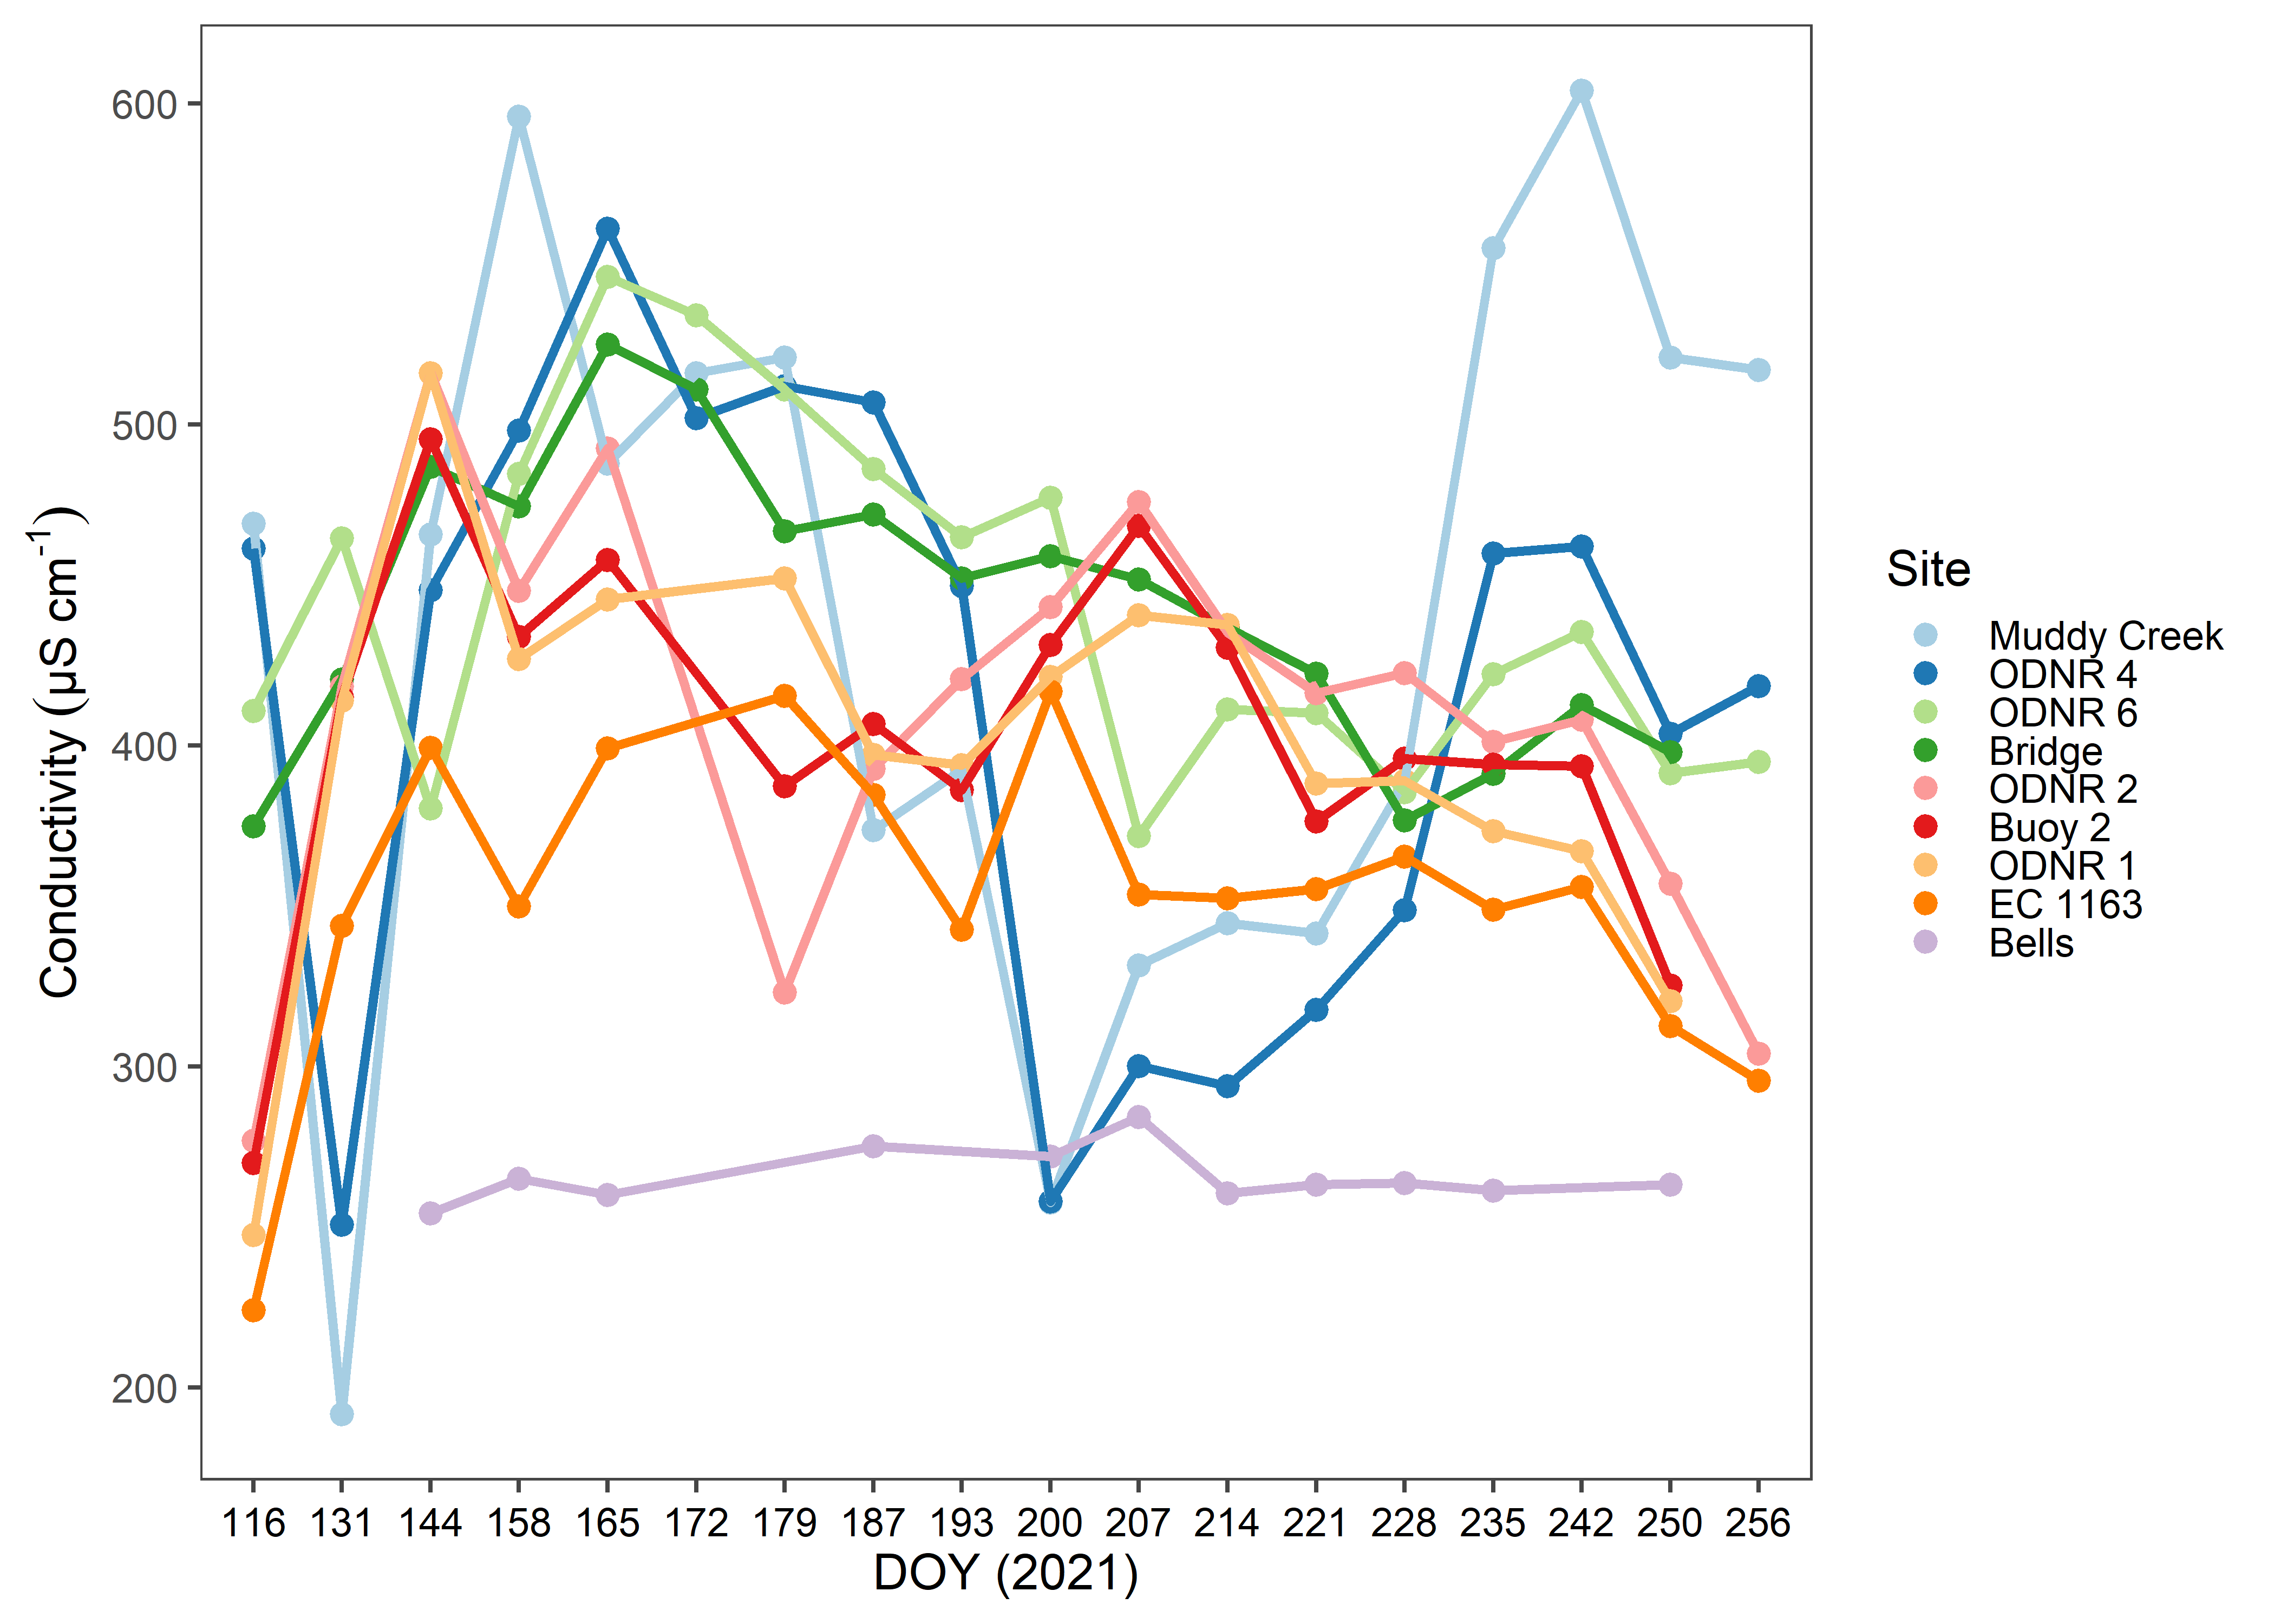 600
500
400
300
200
Conductivity (µS cm⁻¹)
116 131 144 158 165 172 179 187 193 200 207 214 221 228 235 242 250 256
DOY (2021)
Site
Muddy Creek
ODNR 4
ODNR 6
Bridge
ODNR 2
Buoy 2
ODNR 1
EC 1163
Bells